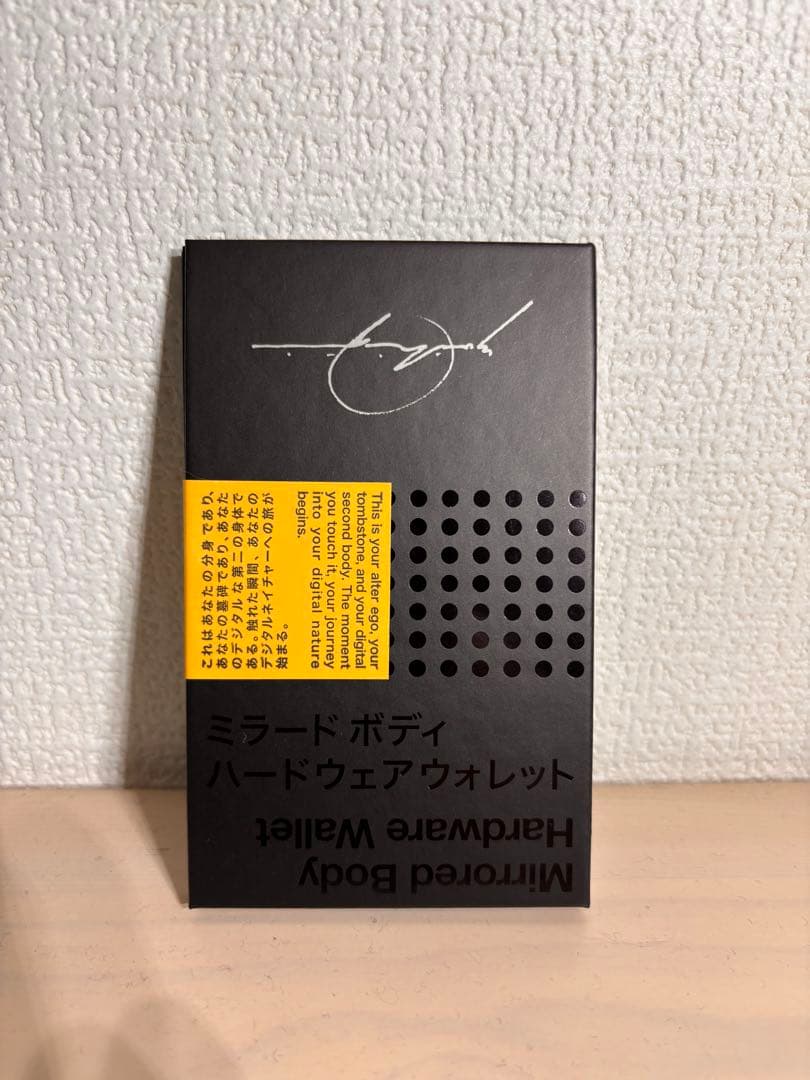 This is your alter ego, your
tombstone, and your digital
second body. The moment
you touch it, your journey
into your digital nature
begins.
これはあなたの分身であり、
あなたの墓碑であり、あなた
のデジタルな第二の身体で
ある。触れた瞬間、あなたの
デジタルネイチャーへの旅が
始まる。
ミラード ボディ
ハードウェアウォレット
Mirrored Body
Hardware Wallet